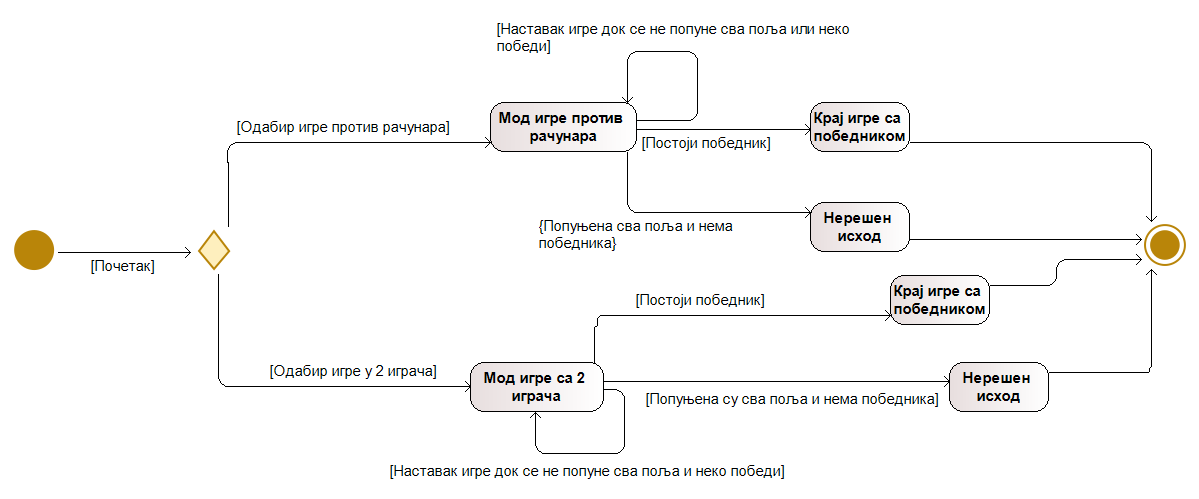 [Наставак игре док се не попуне сва поља или неко
победи]
[Одабир игре против рачунара]
Мод игре против
рачунара
[Постоји победник]
Крај игре са
победником
{Попуњена сва поља и нема
победника}
Нерешен
исход
[Почетак]
[Постоји победник]
Крај игре са
победником
[Одабир игре у 2 играча]
Мод игре са 2
играча
[Попуњена су сва поља и нема победника]
Нерешен
исход
[Наставак игре док се не попуне сва поља и неко победи]